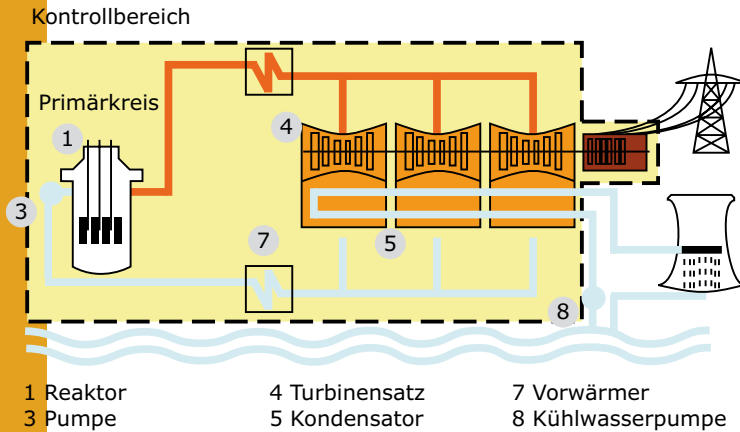 Kontrollbereich
Primärkreis
1
4
3
7
5
8
1 Reaktor
4 Turbinensatz
7 Vorwärmer
3 Pumpe
5 Kondensator
8 Kühlwasserpumpe